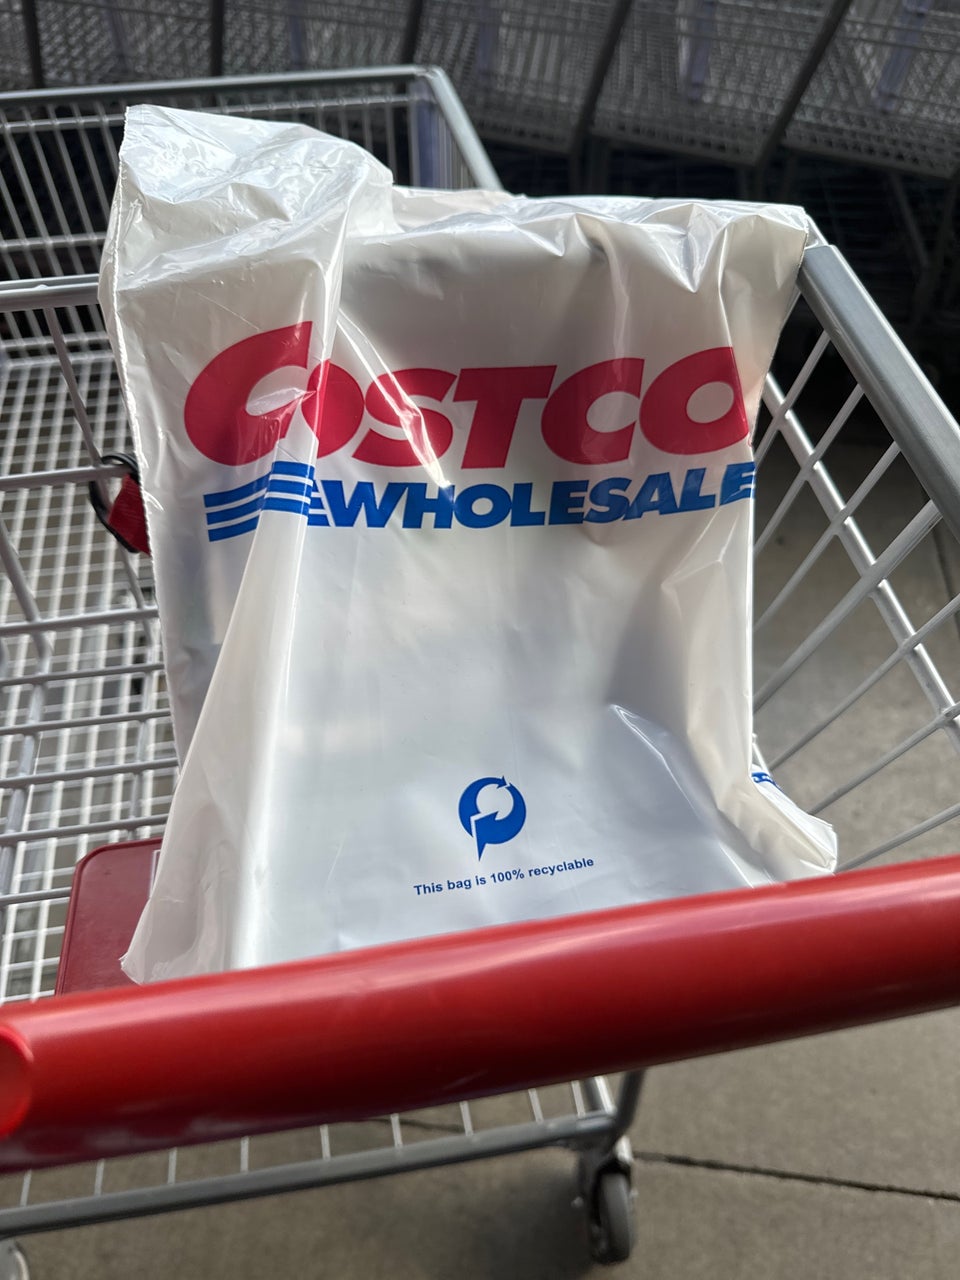 COSTCO
WHOLESALE
This bag is 100% recyclable